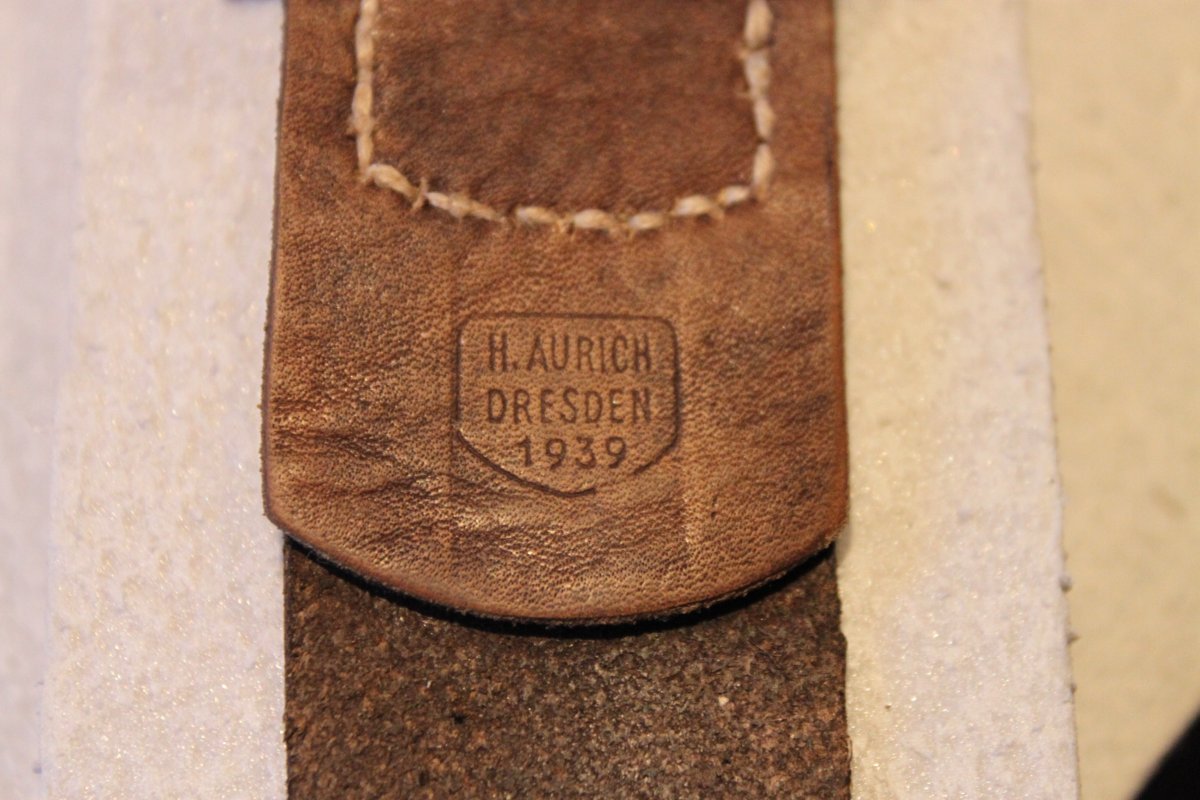 H. AURICH
DRESDEN
1939